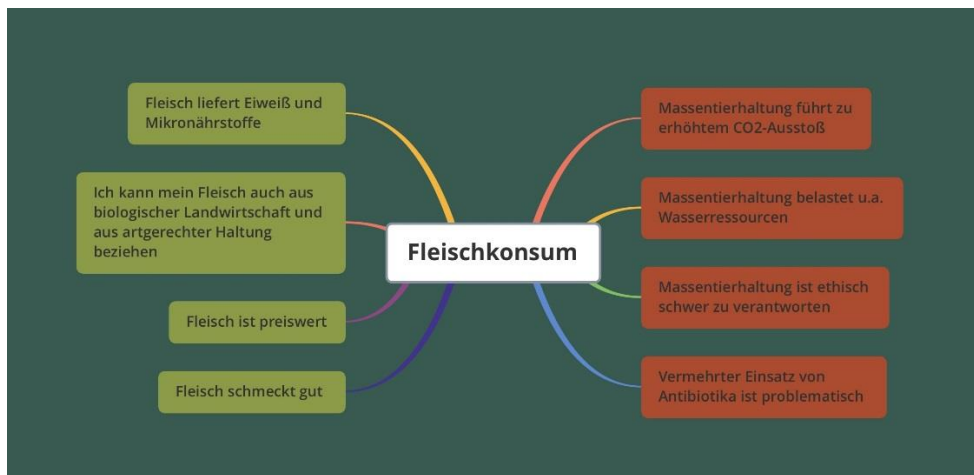 Fleisch liefert Eiweiß und
Mikronährstoffe
Ich kann mein Fleisch auch aus
biologischer Landwirtschaft und
aus artgerechter Haltung
beziehen
Fleisch ist preiswert
Fleisch schmeckt gut
Fleischkonsum
Massentierhaltung führt zu
erhöhtem CO2-Ausstoß
Massentierhaltung belastet u.a.
Wasserressourcen
Massentierhaltung ist ethisch
schwer zu verantworten
Vermehrter Einsatz von
Antibiotika ist problematisch